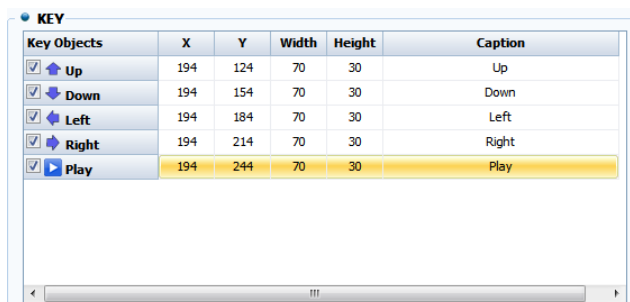 KEY
Key Objects X Y Width Height Caption
Up 194 124 70 30 Up
Down 194 154 70 30 Down
Left 194 184 70 30 Left
Right 194 214 70 30 Right
Play 194 244 70 30 Play